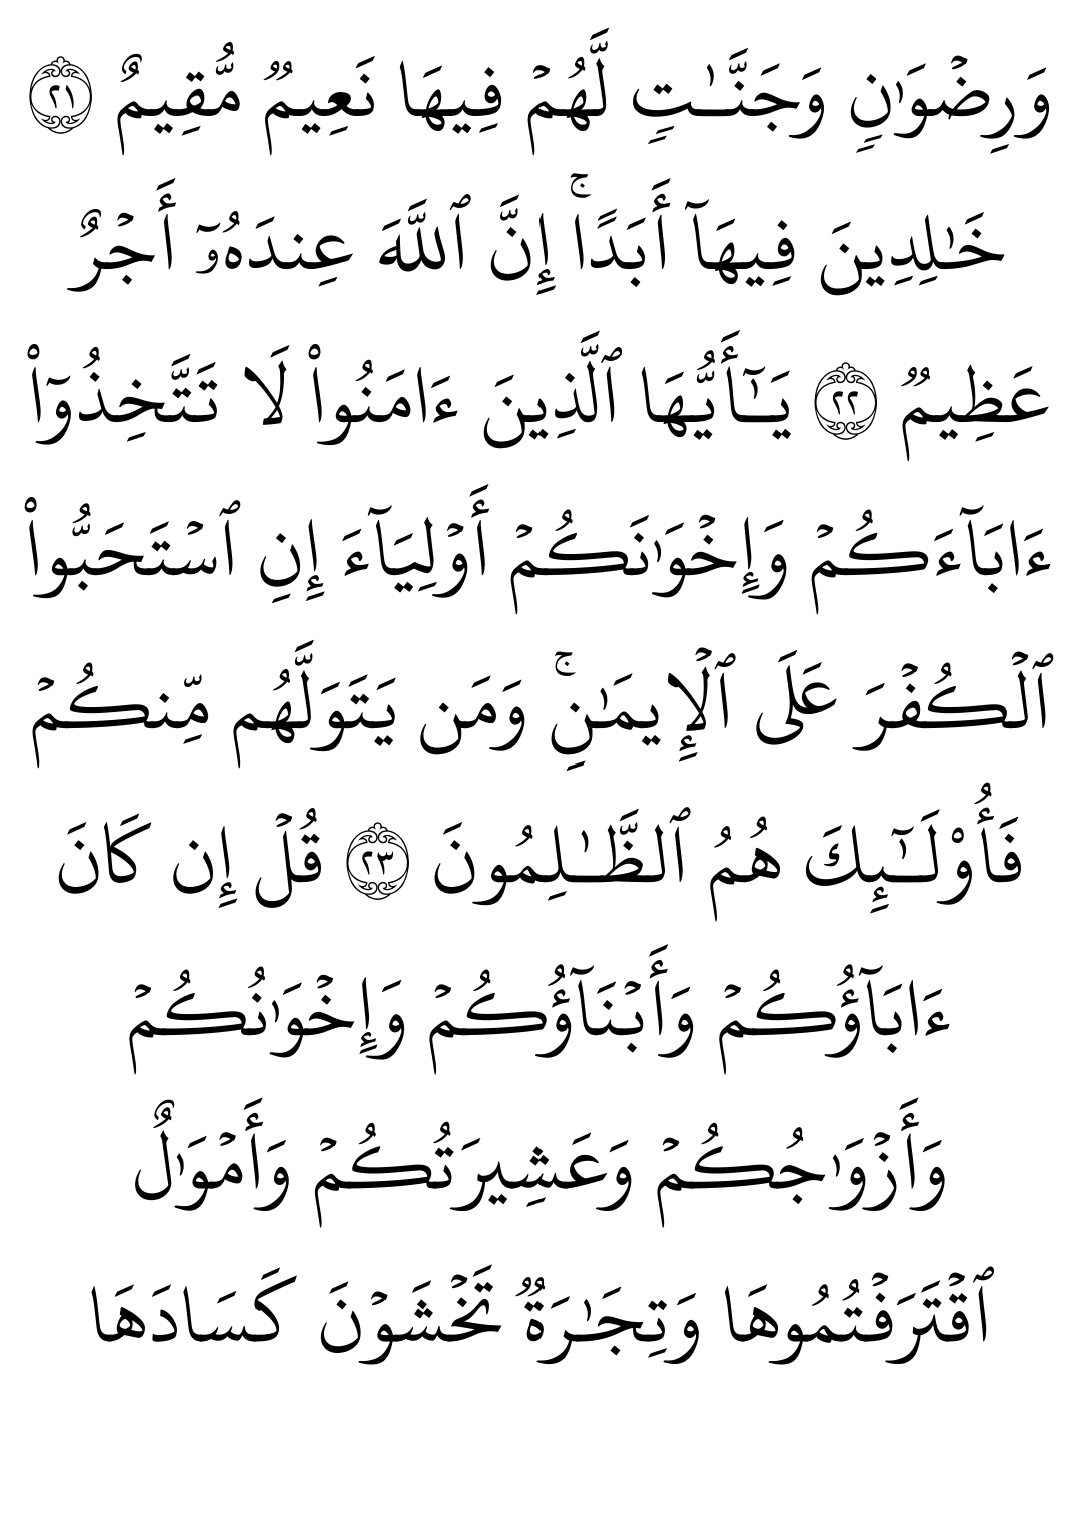 وَرِضۡوَٰنٖ وَجَنَّـٰتٖ لَّهُمۡ فِيهَا نَعِيمٞ مُّقِيمٌ ٢١
خَـٰلِدِينَ فِيهَآ أَبَدًاۚ إِنَّ ٱللَّهَ عِندَهُۥٓ أَجۡرٌ
عَظِيمٞ ٢٢ يَـٰٓأَيُّهَا ٱلَّذِينَ ءَامَنُواْ لَا تَتَّخِذُوٓاْ
ءَابَآءَكُمۡ وَإِخۡوَٰنَكُمۡ أَوۡلِيَآءَ إِنِ ٱسۡتَحَبُّواْ
ٱلۡكُفۡرَ عَلَى ٱلۡإِيمَٰنِۚ وَمَن يَتَوَلَّهُم مِّنكُمۡ
فَأُوْلَـٰٓئِكَ هُمُ ٱلظَّـٰلِمُونَ ٢٣ قُلۡ إِن كَانَ
ءَابَآؤُكُمۡ وَأَبۡنَآؤُكُمۡ وَإِخۡوَٰنُكُمۡ
وَأَزۡوَٰجُكُمۡ وَعَشِيرَتُكُمۡ وَأَمۡوَٰلٌ
ٱقۡتَرَفۡتُمُوهَا وَتِجَٰرَةٞ تَخۡشَوۡنَ كَسَادَهَا